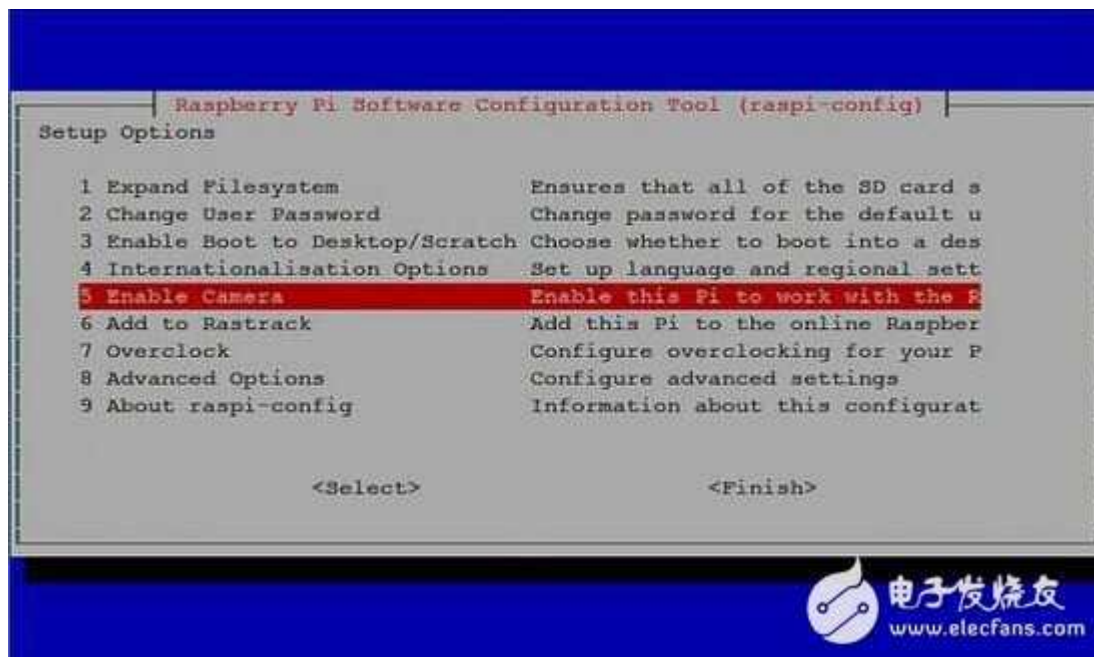 Raspberry Pi Software Configuration Tool (raspi-config)
Setup Options
1 Expand Filesystem Ensures that all of the SD card s
2 Change User Password Change password for the default u
3 Enable Boot to Desktop/Scratch Choose whether to boot into a des
4 Internationalisation Options Set up language and regional sett
5 Enable Camera Enable this Pi to work with the R
6 Add to Rastrack Add this Pi to the online Raspber
7 Overclock Configure overclocking for your P
8 Advanced Options Configure advanced settings
9 About raspi-config Information about this configurat
<Select> <Finish>
电子发烧友
www.elecfans.com